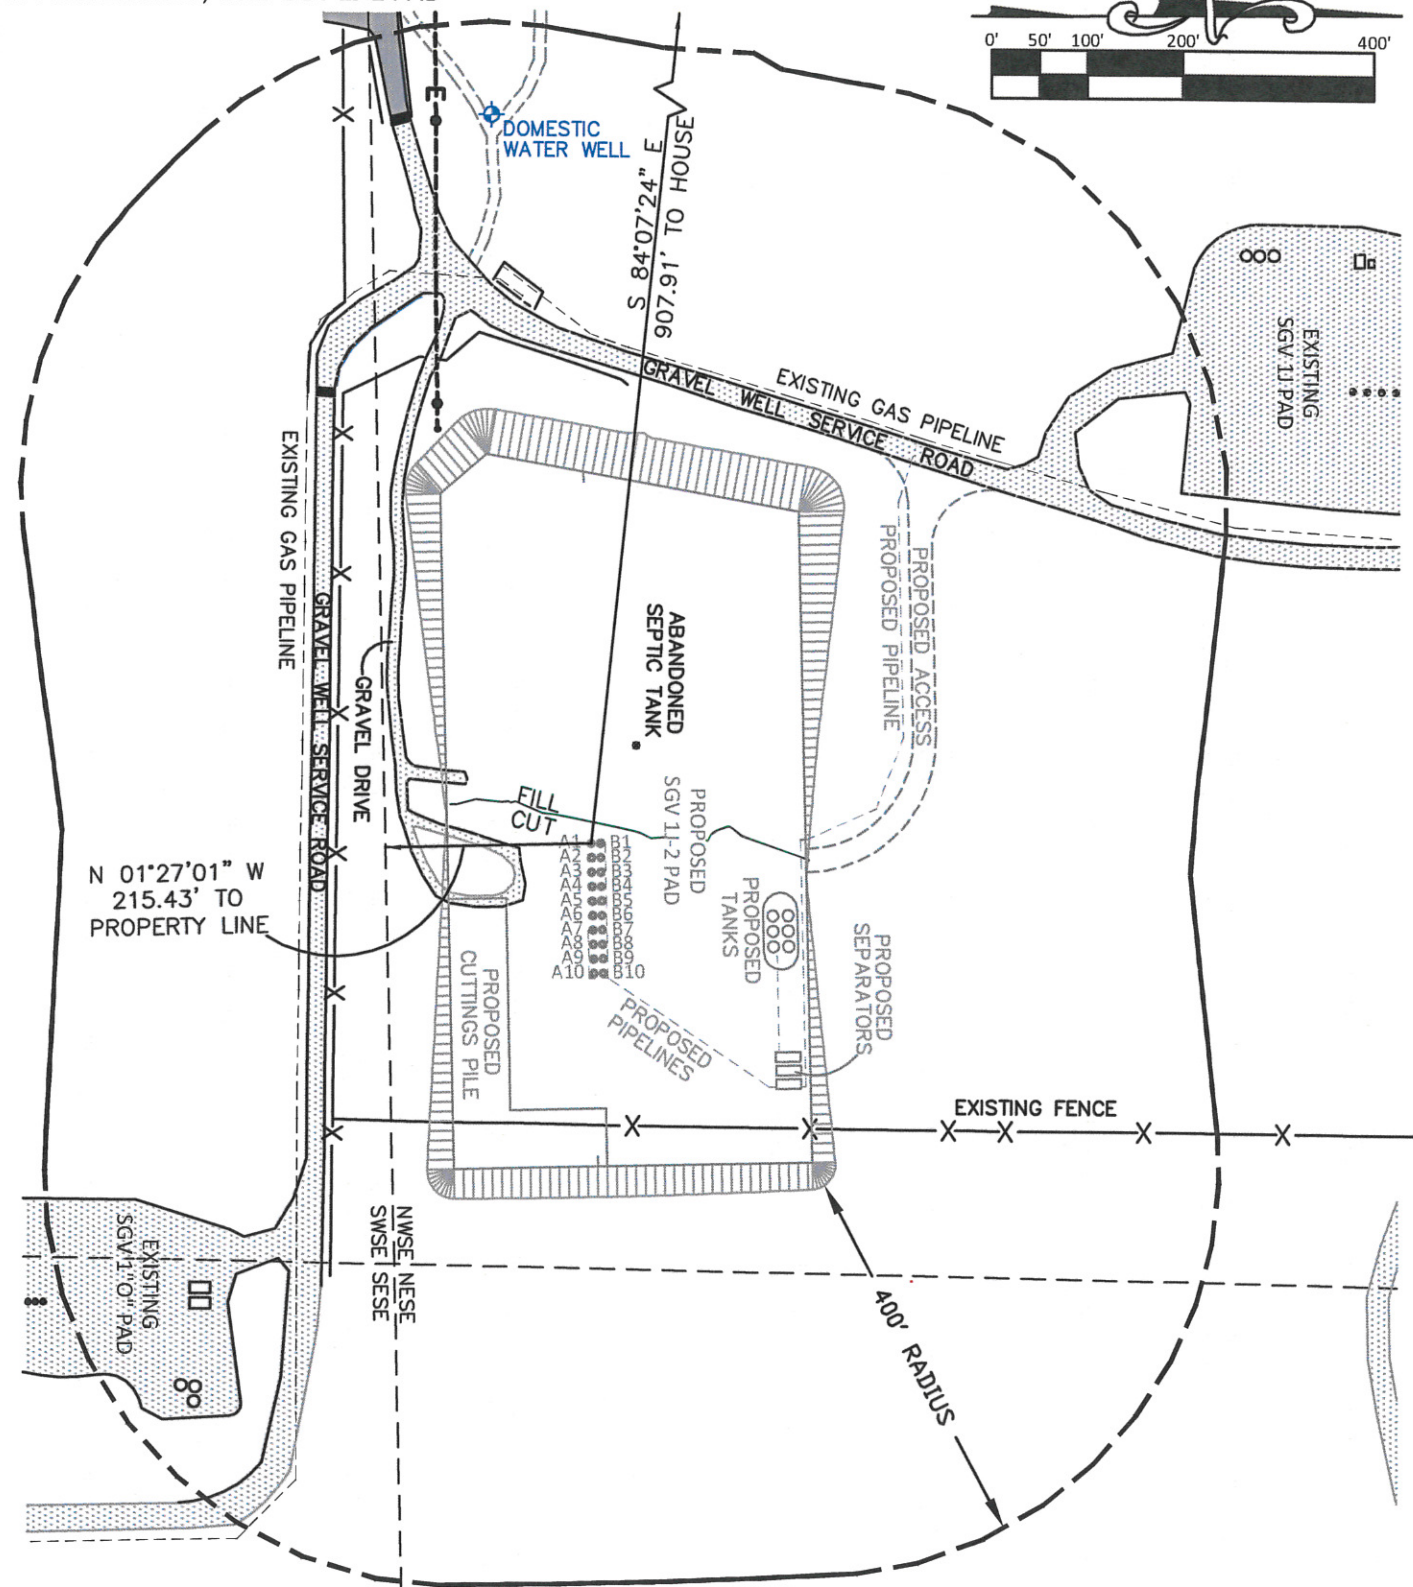 0' 50' 100' 200' 400'
DOMESTIC
WATER WELL
S 84°07'24" E
907.91' TO HOUSE
EXISTING
SGV 1J PAD
EXISTING GAS PIPELINE
GRAVEL WELL SERVICE ROAD
EXISTING GAS PIPELINE
GRAVEL WELL SERVICE ROAD
GRAVEL DRIVE
PROPOSED ACCESS
PROPOSED PIPELINE
ABANDONED
SEPTIC TANK
PROPOSED
SGV 1J-2 PAD
FILL
CUT
A1 B1
A2 B2
A3 B3
A4 B4
A5 B5
A6 B6
A7 B7
A8 B8
A9 B9
A10 B10
N 01°27'01" W
215.43' TO
PROPERTY LINE
PROPOSED
TANKS
PROPOSED
SEPARATORS
PROPOSED
CUTTINGS PILE
PROPOSED
PIPELINES
EXISTING FENCE
NWSE NESE
SWSE SESE
EXISTING
SGV 1"O" PAD
400' RADIUS